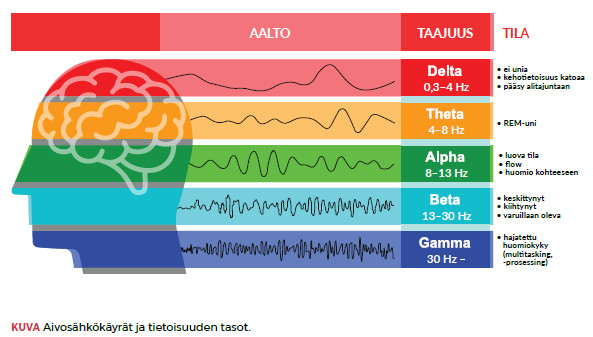 AALTO TAAJUUS TILA
Delta
0,3–4 Hz
• ei unia
• kehotietoisuus katoaa
• pääsy alitajuntaan
Theta
4–8 Hz
• REM-uni
Alpha
8–13 Hz
• luova tila
• flow
• huomio kohteeseen
Beta
13–30 Hz
• keskittynyt
• kiihtynyt
• varuillaan oleva
Gamma
30 Hz –
• hajatettu
huomiokyky
(multitasking,
-prosessing)
KUVA Aivosähkökäyrät ja tietoisuuden tasot.